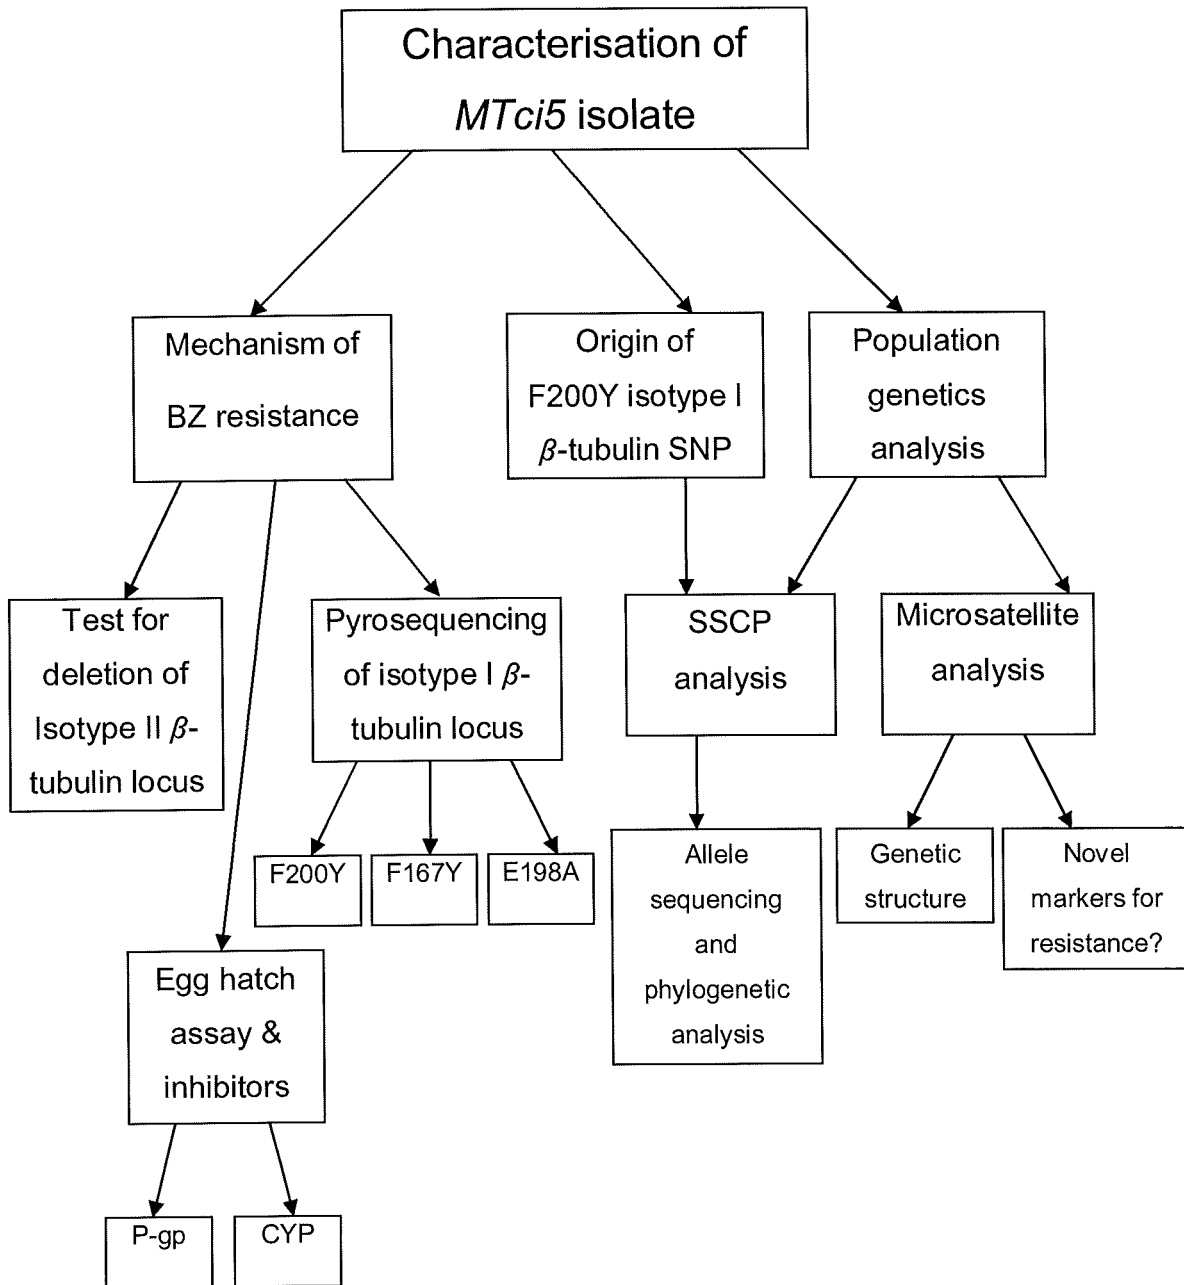 Characterisation of
MTci5 isolate
Mechanism of
BZ resistance
Origin of
F200Y isotype I
β-tubulin SNP
Population
genetics
analysis
Test for
deletion of
Isotype II β-
tubulin locus
Pyrosequencing
of isotype I β-
tubulin locus
SSCP
analysis
Microsatellite
analysis
F200Y
F167Y
E198A
Allele
sequencing
and
phylogenetic
analysis
Genetic
structure
Novel
markers for
resistance?
Egg hatch
assay &
inhibitors
P-gp
CYP